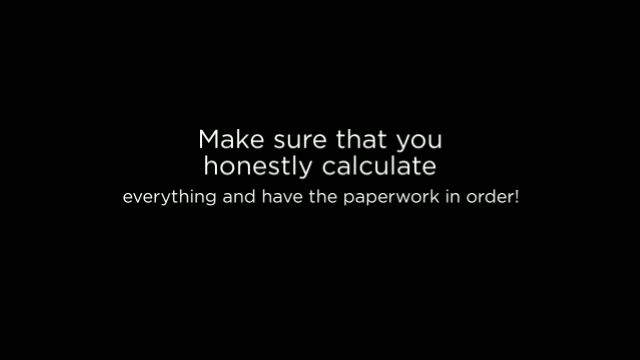 Make sure that you
honestly calculate
everything and have the paperwork in order!